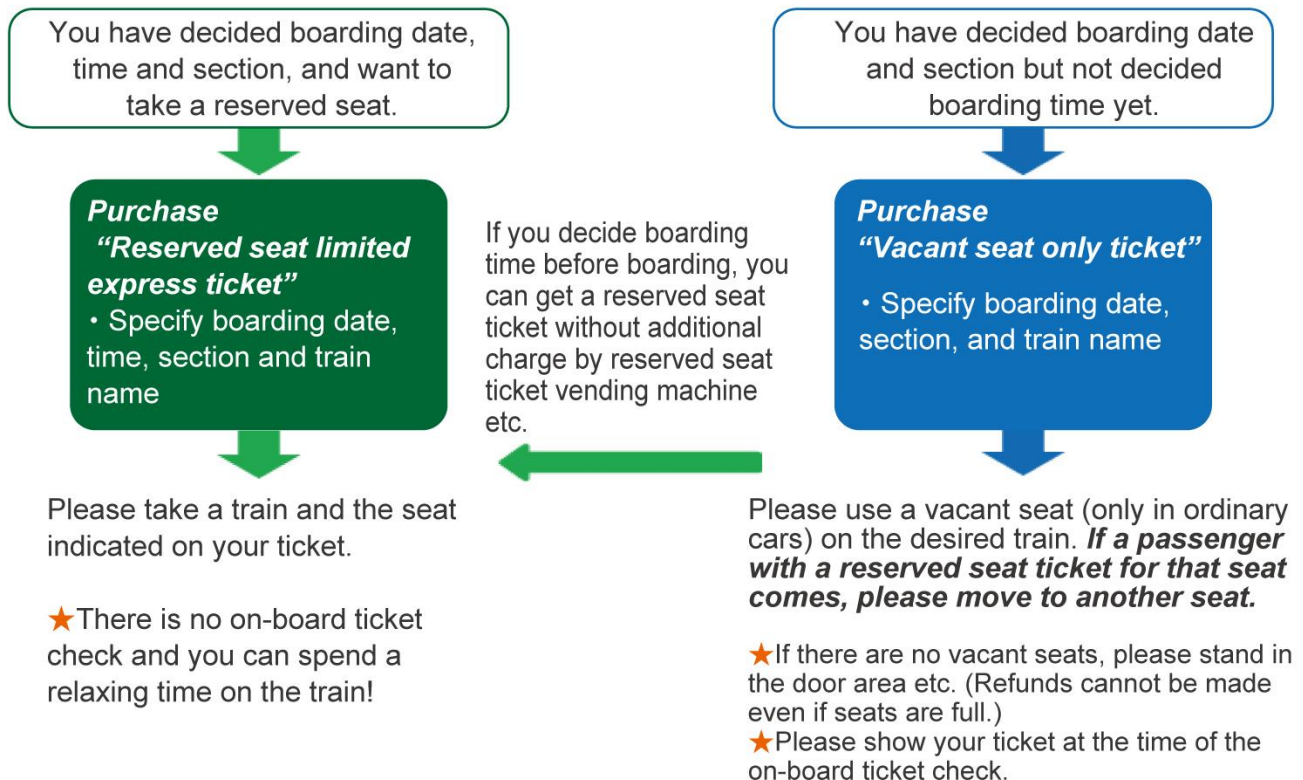 You have decided boarding date,
time and section, and want to
take a reserved seat.
Purchase
“Reserved seat limited
express ticket”
・Specify boarding date,
time, section and train
name
Please take a train and the seat
indicated on your ticket.
★There is no on-board ticket
check and you can spend a
relaxing time on the train!
If you decide boarding
time before boarding, you
can get a reserved seat
ticket without additional
charge by reserved seat
ticket vending machine
etc.
You have decided boarding date
and section but not decided
boarding time yet.
Purchase
“Vacant seat only ticket”
・Specify boarding date,
section, and train name
Please use a vacant seat (only in ordinary
cars) on the desired train. If a passenger
with a reserved seat ticket for that seat
comes, please move to another seat.
★If there are no vacant seats, please stand in
the door area etc. (Refunds cannot be made
even if seats are full.)
★Please show your ticket at the time of the
on-board ticket check.